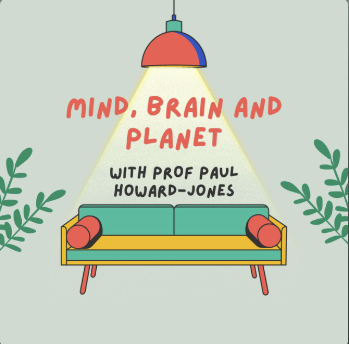 MIND, BRAIN AND
PLANET
WITH PROF PAUL
HOWARD-JONES